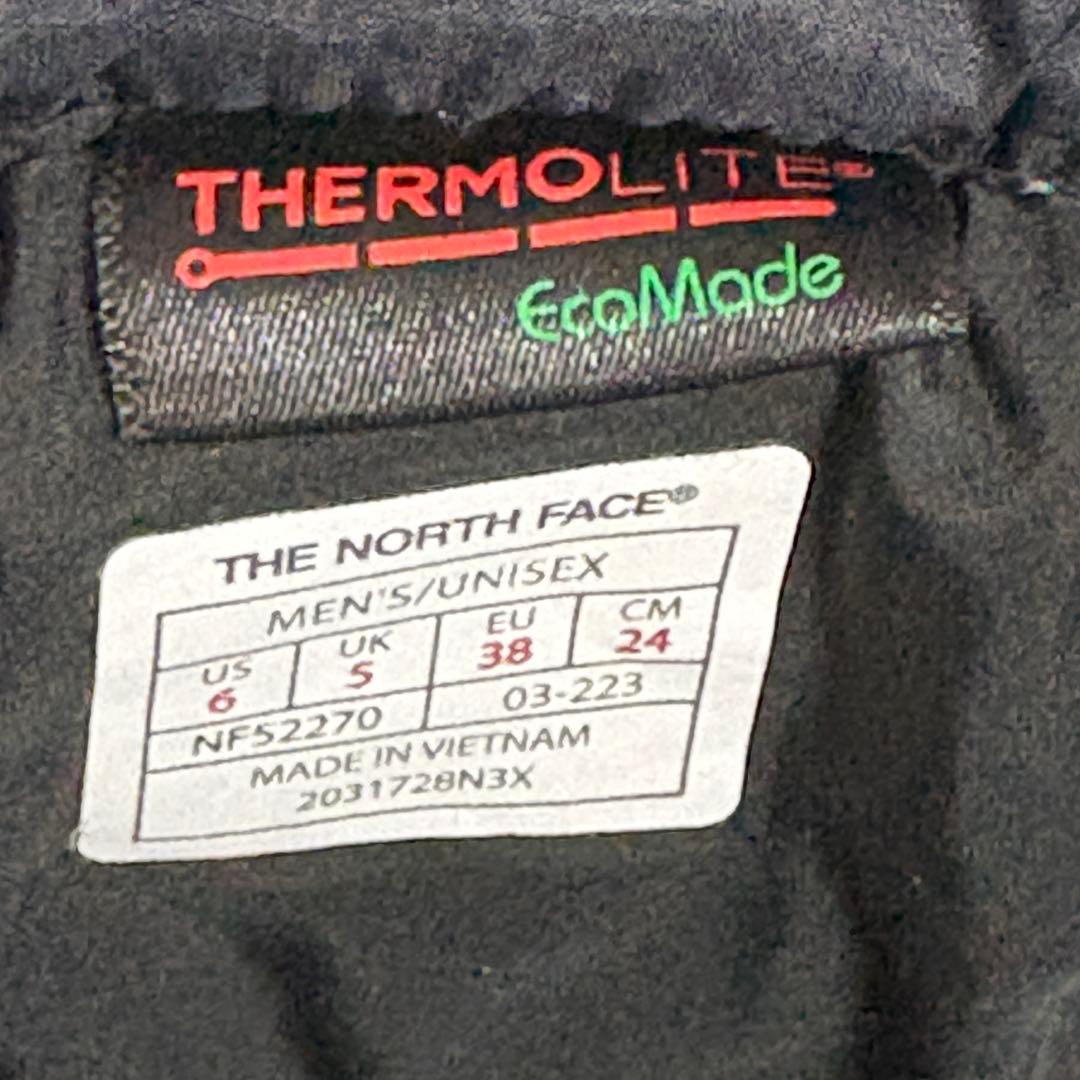 THERMOLITE®
EcoMade
THE NORTH FACE®
MEN'S/UNISEX
US UK EU CM
6 5 38 24
NF52270 03-223
MADE IN VIETNAM
2031728N3X